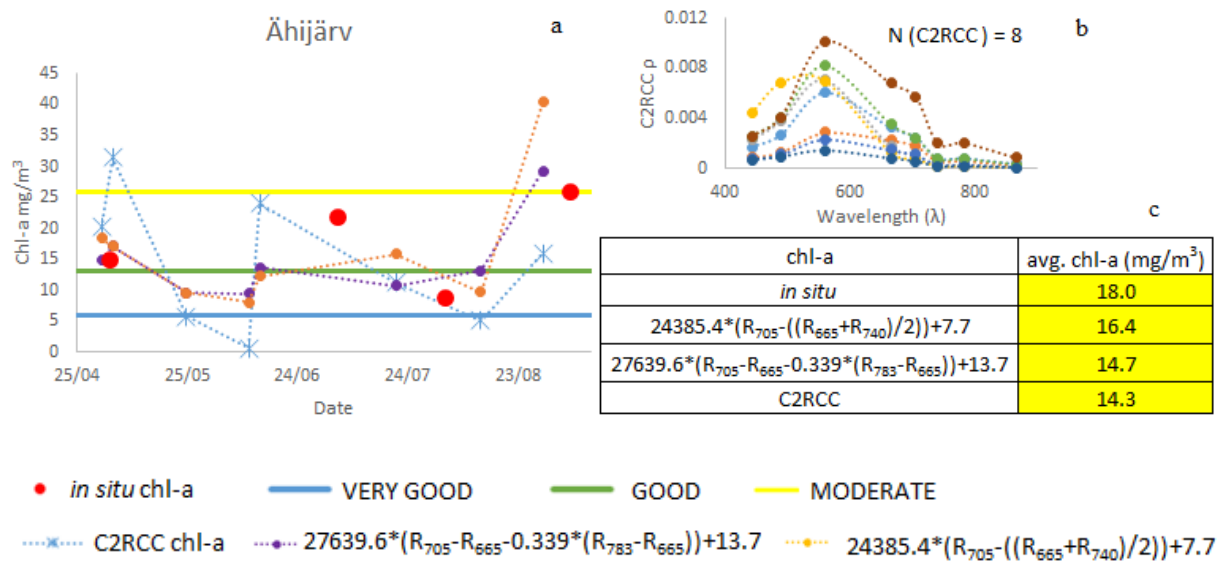 Ähijärv
a
Chl-a mg/m³
45
40
35
30
25
20
15
10
5
0
25/04
25/05
24/06
24/07
23/08
Date
b
N (C2RCC ) = 8
C2RCC ρ
0.012
0.008
0.004
0
400
600
800
Wavelength (λ)
c
chl-a avg. chl-a (mg/m³)
in situ 18.0
24385.4*(R₇₀₅-((R₆₆₅+R₇₄₀)/2))+7.7 16.4
27639.6*(R₇₀₅-R₆₆₅-0.339*(R₇₈₃-R₆₆₅))+13.7 14.7
C2RCC 14.3
in situ chl-a VERY GOOD GOOD MODERATE
C2RCC chl-a 27639.6*(R₇₀₅-R₆₆₅-0.339*(R₇₈₃-R₆₆₅))+13.7 24385.4*(R₇₀₅-((R₆₆₅+R₇₄₀)/2))+7.7